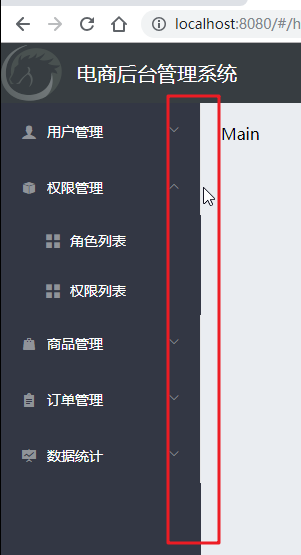 localhost:8080/#/h
电商后台管理系统
用户管理
Main
权限管理
角色列表
权限列表
商品管理
订单管理
数据统计